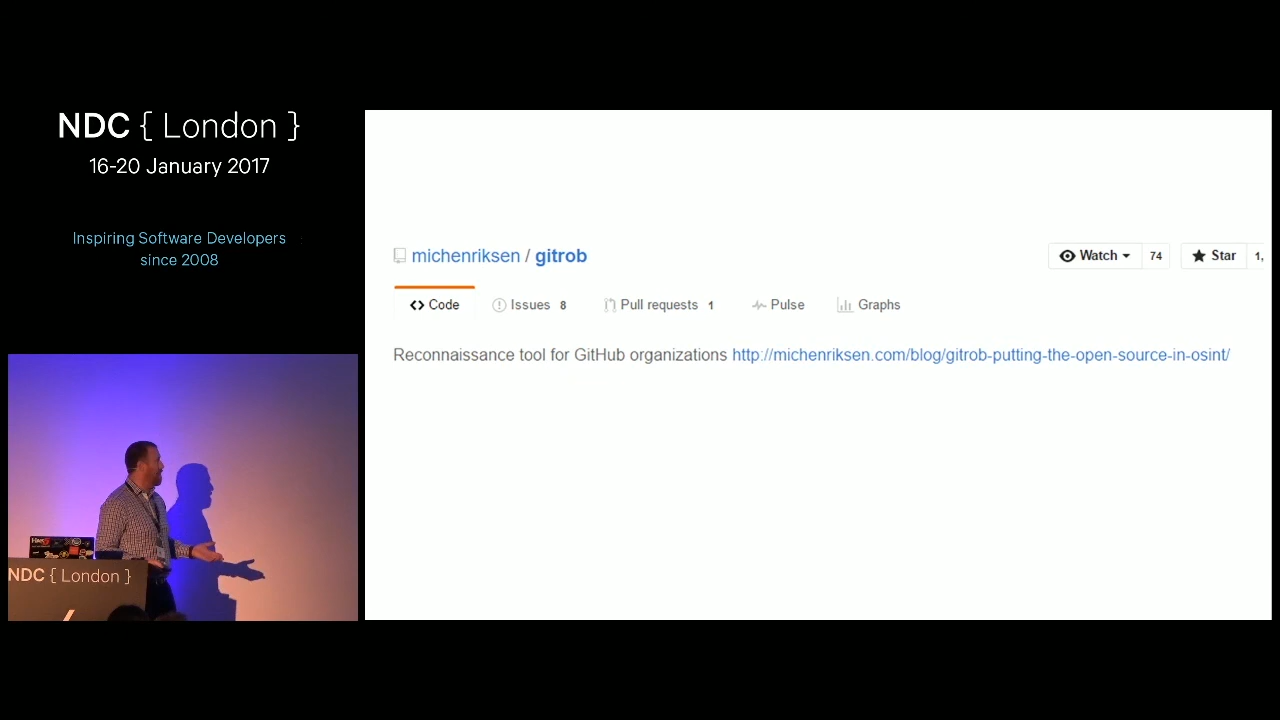 NDC { London }
16-20 January 2017
Inspiring Software Developers
since 2008
michenriksen / gitrob
Watch 74 Star 1,
Code Issues 8 Pull requests 1 Pulse Graphs
Reconnaissance tool for GitHub organizations http://michenriksen.com/blog/gitrob-putting-the-open-source-in-osint/
NDC { London }